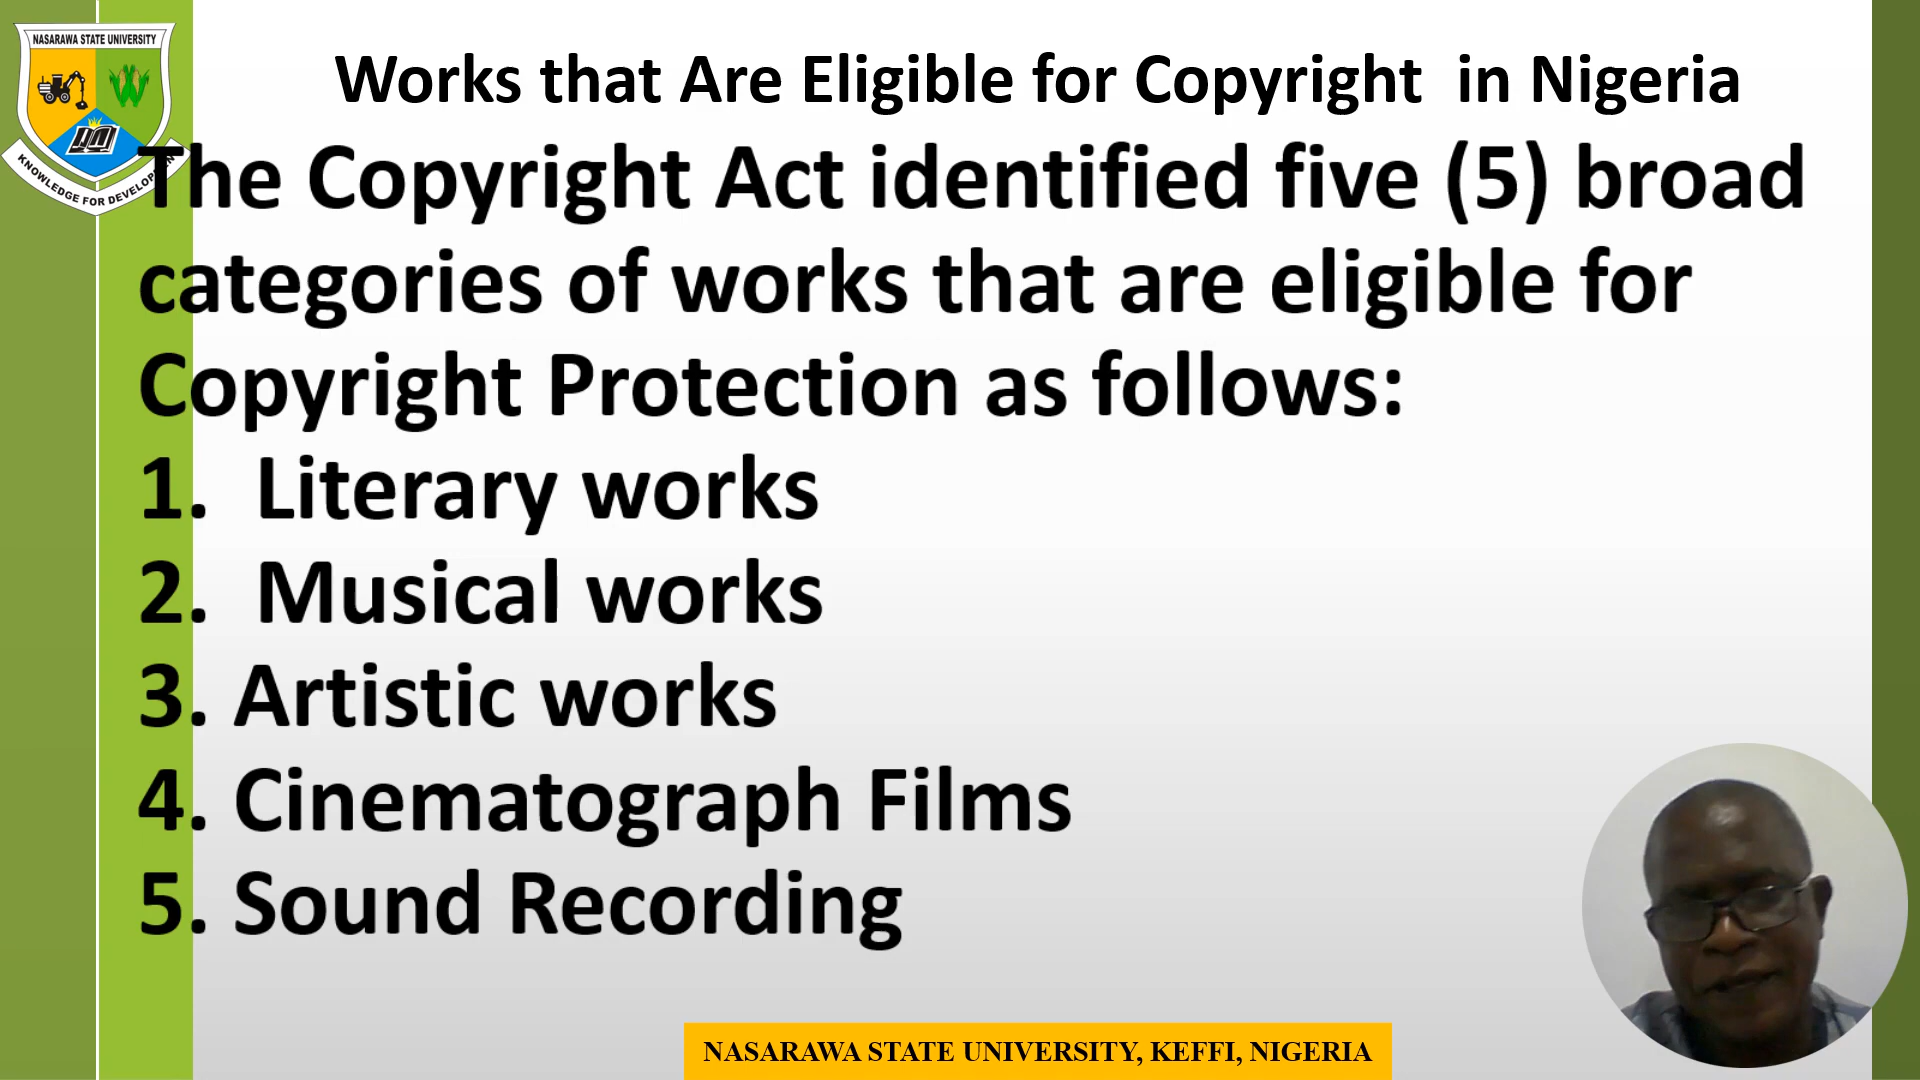 NASARAWA STATE UNIVERSITY
KNOWLEDGE FOR
Works that Are Eligible for Copyright  in Nigeria
The Copyright Act identified five (5) broad
categories of works that are eligible for
Copyright Protection as follows:
1.  Literary works
2.  Musical works
3. Artistic works
4. Cinematograph Films
5. Sound Recording
NASARAWA STATE UNIVERSITY, KEFFI, NIGERIA